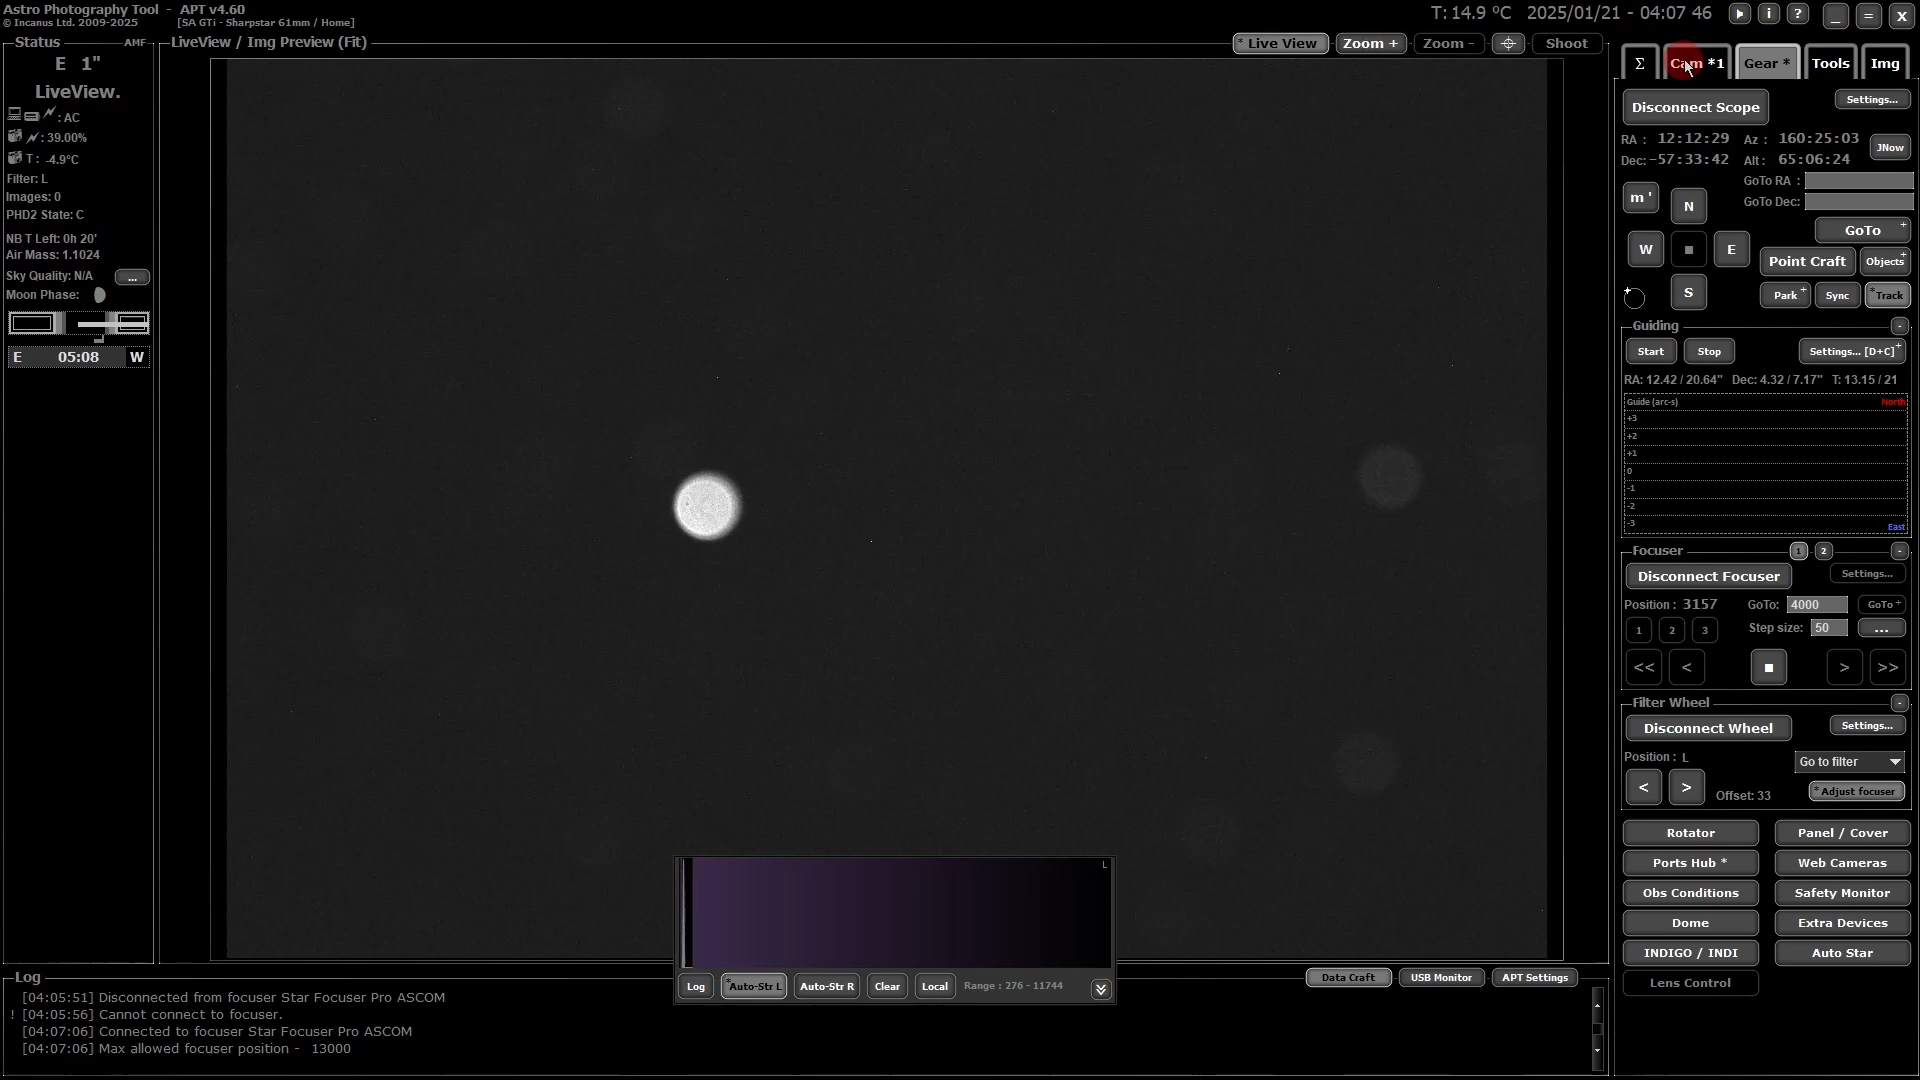 Astro Photography Tool - APT v4.60
© Incanus Ltd. 2009-2025 [SA GTi - Sharpstar 61mm / Home]
T: 14.9 °C 2025/01/21 - 04:07 46
i ? _ = X
Status AMF
E 1"
LiveView.
: AC
: 39.00%
T : -4.9°C
Filter: L
Images: 0
PHD2 State: C
NB T Left: 0h 20'
Air Mass: 1.1024
Sky Quality: N/A ...
Moon Phase:
E 05:08 W
LiveView / Img Preview (Fit)
* Live View Zoom + Zoom - Shoot
Σ Cam *1 Gear * Tools Img
Disconnect Scope Settings...
RA : 12:12:29 Az : 160:25:03
Dec: -57:33:42 Alt : 65:06:24
JNow
GoTo RA :
GoTo Dec:
m ' N
GoTo +
W E
Point Craft Objects +
S
Park + Sync * Track
Guiding -
Start Stop Settings... [D+C] +
RA: 12.42 / 20.64" Dec: 4.32 / 7.17" T: 13.15 / 21
Guide (arc-s) North
+3
+2
+1
0
-1
-2
-3 East
Focuser 1 2 -
Disconnect Focuser Settings...
Position : 3157 GoTo: 4000 GoTo +
1 2 3 Step size: 50 ...
<< < > >>
Filter Wheel -
Disconnect Wheel Settings...
Position : L Go to filter
< > Offset: 33 * Adjust focuser
Rotator Panel / Cover
Ports Hub * Web Cameras
Obs Conditions Safety Monitor
Dome Extra Devices
INDIGO / INDI Auto Star
Lens Control
L
Log *Auto-Str L Auto-Str R Clear Local Range : 276 - 11744
Data Craft USB Monitor APT Settings
Log
[04:05:51] Disconnected from focuser Star Focuser Pro ASCOM
! [04:05:56] Cannot connect to focuser.
[04:07:06] Connected to focuser Star Focuser Pro ASCOM
[04:07:06] Max allowed focuser position - 13000